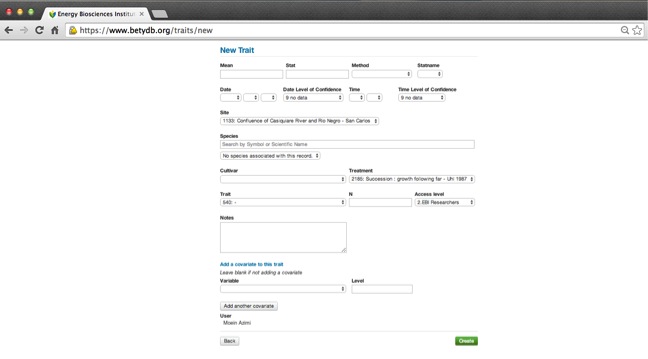 Energy Biosciences Institut
https://www.betydb.org/traits/new
New Trait
Mean Stat Method Statname
Date Date Level of Confidence Time Time Level of Confidence
9 no data 9 no data
Site
1133: Confluence of Casiquiare River and Rio Negro - San Carlos
Species
Search by Symbol or Scientific Name
No species associated with this record.
Cultivar Treatment
2185: Succession : growth following far - Uhl 1987
Trait N Access level
540: - 2.EBI Researchers
Notes
Add a covariate to this trait
Leave blank if not adding a covariate
Variable Level
Add another covariate
User
Moein Azimi
Back Create